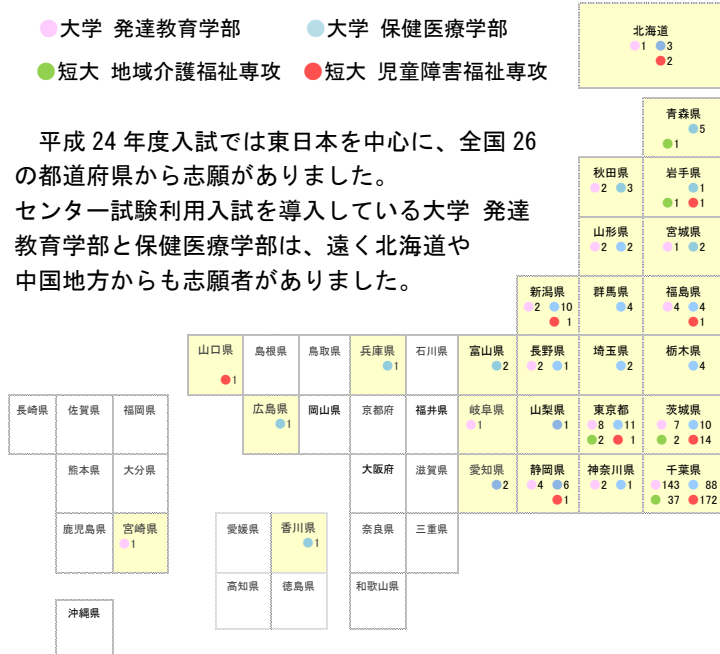 大学 発達教育学部 大学 保健医療学部
短大 地域介護福祉専攻 短大 児童障害福祉専攻
平成24年度入試では東日本を中心に、全国26
の都道府県から志願がありました。
センター試験利用入試を導入している大学 発達
教育学部と保健医療学部は、遠く北海道や
中国地方からも志願者がありました。
北海道
1 3
2
青森県
5
1
秋田県 岩手県
2 3 1
1 1
山形県 宮城県
2 2 1 2
新潟県 群馬県 福島県
2 10 4 4 4
1 1
山口県 島根県 鳥取県 兵庫県 石川県 富山県 長野県 埼玉県 栃木県
1 2 2 1 2 4
1
長崎県 佐賀県 福岡県 広島県 岡山県 京都府 福井県 岐阜県 山梨県 東京都 茨城県
1 1 1 8 11 7 10
2 1 2 14
熊本県 大分県 大阪府 滋賀県 愛知県 静岡県 神奈川県 千葉県
2 4 6 2 1 143 88
1 37 172
鹿児島県 宮崎県 愛媛県 香川県 奈良県 三重県
1 1
高知県 徳島県 和歌山県
沖縄県